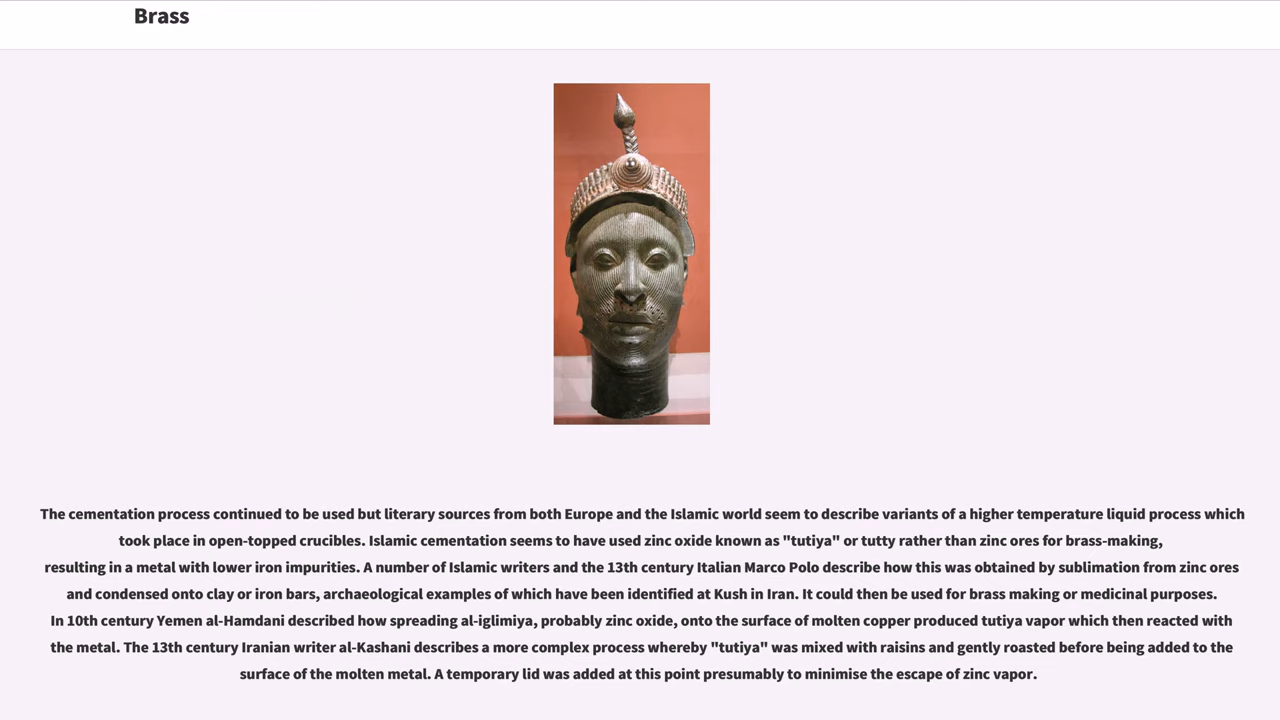 Brass
The cementation process continued to be used but literary sources from both Europe and the Islamic world seem to describe variants of a higher temperature liquid process which
took place in open-topped crucibles. Islamic cementation seems to have used zinc oxide known as "tutiya" or tutty rather than zinc ores for brass-making,
resulting in a metal with lower iron impurities. A number of Islamic writers and the 13th century Italian Marco Polo describe how this was obtained by sublimation from zinc ores
and condensed onto clay or iron bars, archaeological examples of which have been identified at Kush in Iran. It could then be used for brass making or medicinal purposes.
In 10th century Yemen al-Hamdani described how spreading al-iglimiya, probably zinc oxide, onto the surface of molten copper produced tutiya vapor which then reacted with
the metal. The 13th century Iranian writer al-Kashani describes a more complex process whereby "tutiya" was mixed with raisins and gently roasted before being added to the
surface of the molten metal. A temporary lid was added at this point presumably to minimise the escape of zinc vapor.